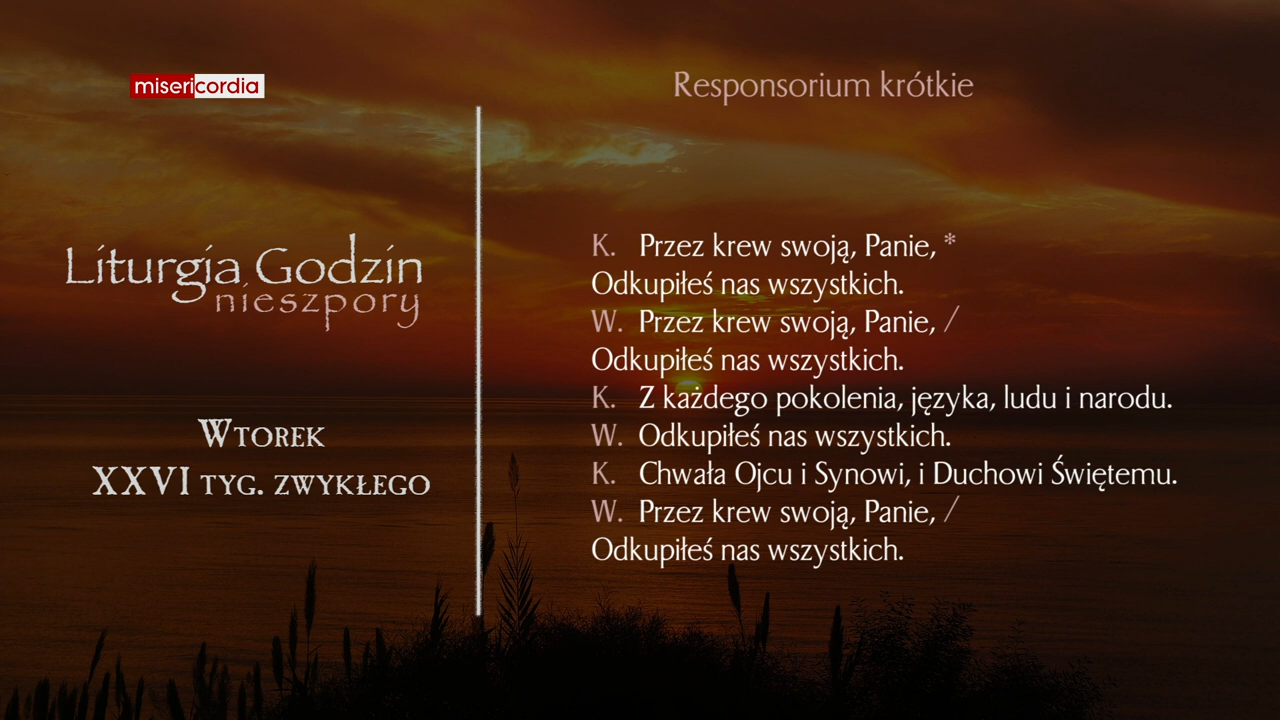 misericordia
Responsorium krótkie
Liturgia Godzin
nieszpory
Wtorek
XXVI tyg. zwykłego
K. Przez krew swoją, Panie, *
Odkupiłeś nas wszystkich.
W. Przez krew swoją, Panie, /
Odkupiłeś nas wszystkich.
K. Z każdego pokolenia, języka, ludu i narodu.
W. Odkupiłeś nas wszystkich.
K. Chwała Ojcu i Synowi, i Duchowi Świętemu.
W. Przez krew swoją, Panie, /
Odkupiłeś nas wszystkich.